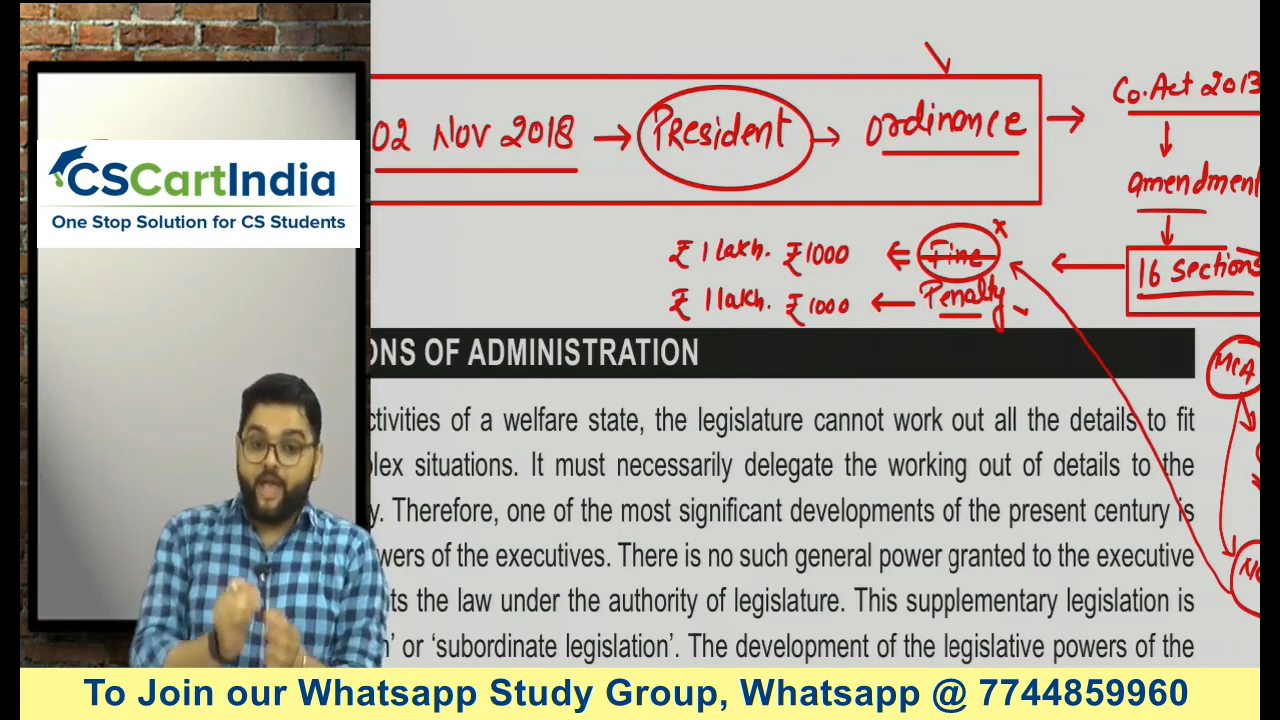 CSCartIndia
One Stop Solution for CS Students
02 NOV 2018 → President → ordinance → Co. Act 2013
↓
amendment
↓
₹ 1 lakh. ₹1000 ⇐ Fine x ← 16 Sections
₹ 1 lakh. ₹1000 ← Penalty
MCA
ONS OF ADMINISTRATION
ctivities of a welfare state, the legislature cannot work out all the details to fit
plex situations. It must necessarily delegate the working out of details to the
y. Therefore, one of the most significant developments of the present century is
wers of the executives. There is no such general power granted to the executive
ts the law under the authority of legislature. This supplementary legislation is
n’ or ‘subordinate legislation’. The development of the legislative powers of the
To Join our Whatsapp Study Group, Whatsapp @ 7744859960